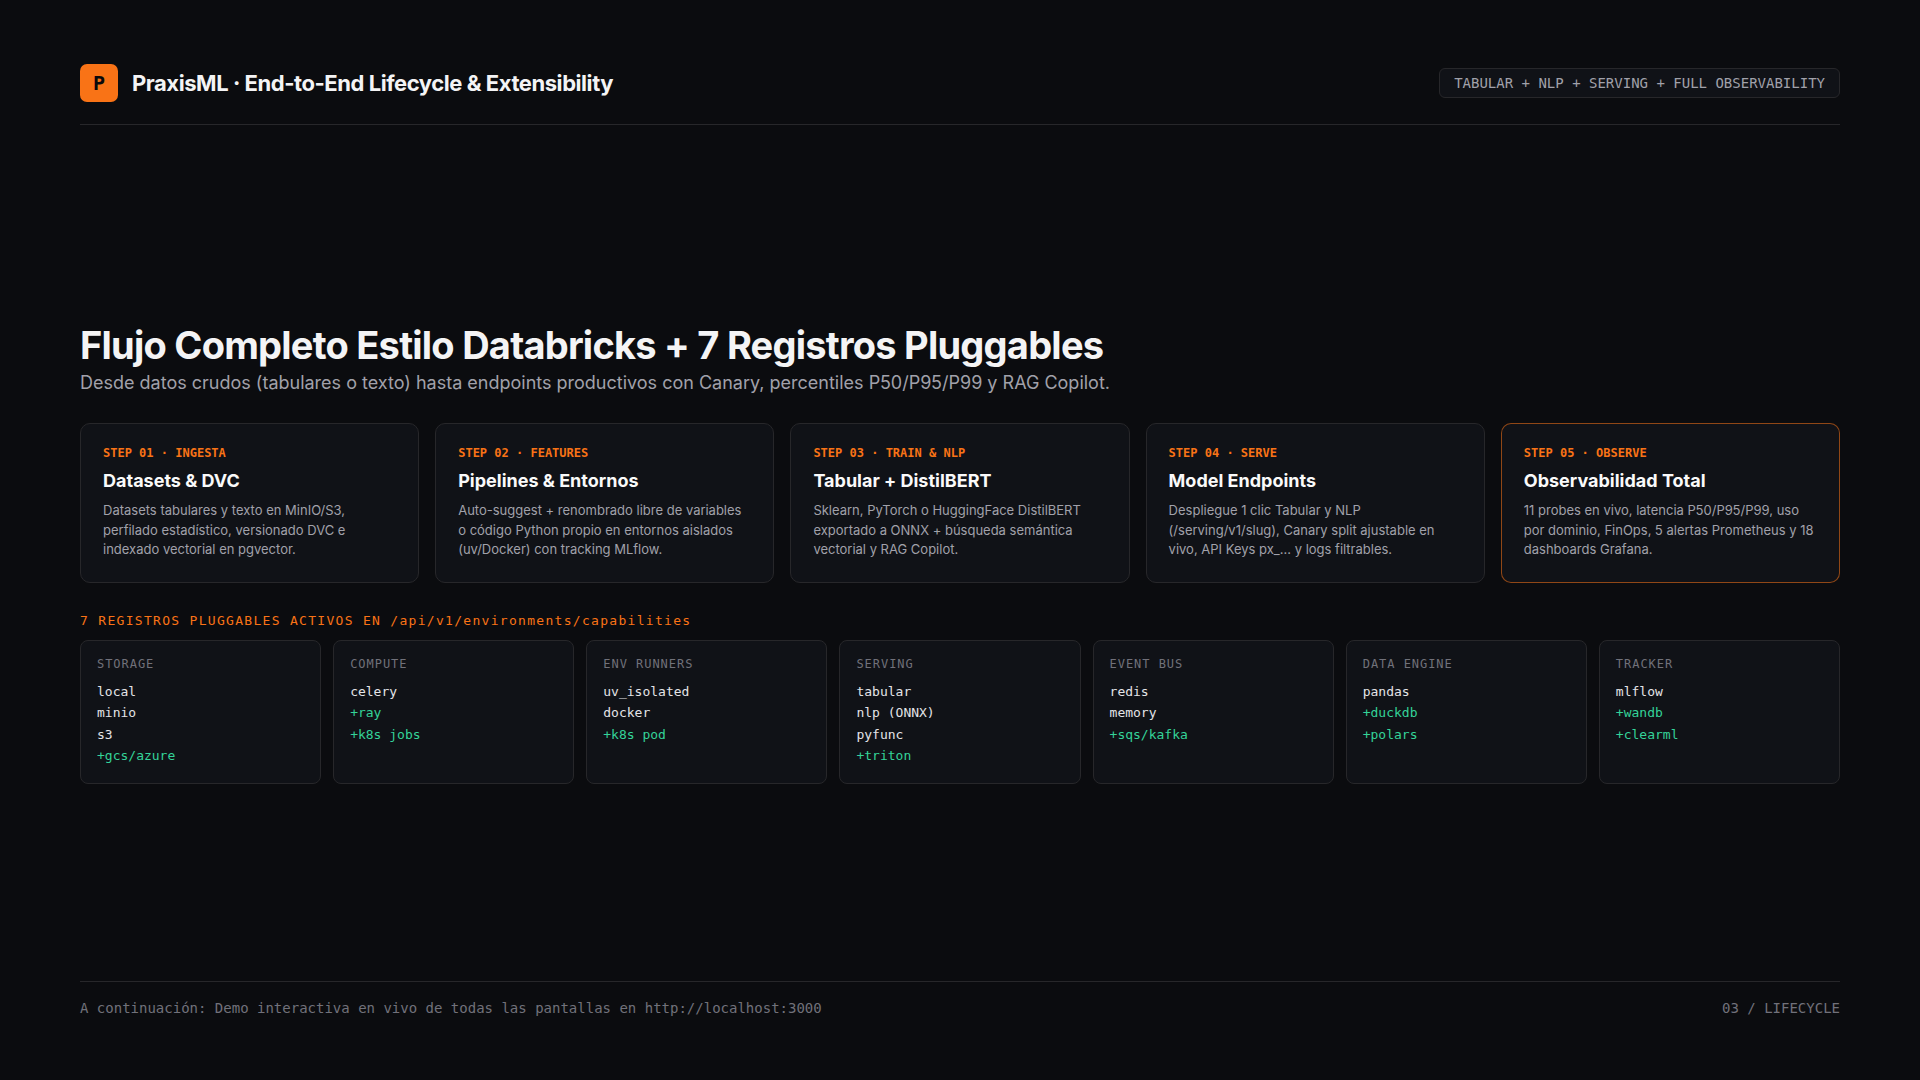 P
PraxisML · End-to-End Lifecycle & Extensibility
TABULAR + NLP + SERVING + FULL OBSERVABILITY
Flujo Completo Estilo Databricks + 7 Registros Pluggables
Desde datos crudos (tabulares o texto) hasta endpoints productivos con Canary, percentiles P50/P95/P99 y RAG Copilot.
STEP 01 · INGESTA
Datasets & DVC
Datasets tabulares y texto en MinIO/S3,
perfilado estadístico, versionado DVC e
indexado vectorial en pgvector.
STEP 02 · FEATURES
Pipelines & Entornos
Auto-suggest + renombrado libre de variables
o código Python propio en entornos aislados
(uv/Docker) con tracking MLflow.
STEP 03 · TRAIN & NLP
Tabular + DistilBERT
Sklearn, PyTorch o HuggingFace DistilBERT
exportado a ONNX + búsqueda semántica
vectorial y RAG Copilot.
STEP 04 · SERVE
Model Endpoints
Despliegue 1 clic Tabular y NLP
(/serving/v1/slug), Canary split ajustable en
vivo, API Keys px_... y logs filtrables.
STEP 05 · OBSERVE
Observabilidad Total
11 probes en vivo, latencia P50/P95/P99, uso
por dominio, FinOps, 5 alertas Prometheus y 18
dashboards Grafana.
7 REGISTROS PLUGGABLES ACTIVOS EN /api/v1/environments/capabilities
STORAGE
local
minio
s3
+gcs/azure
COMPUTE
celery
+ray
+k8s jobs
ENV RUNNERS
uv_isolated
docker
+k8s pod
SERVING
tabular
nlp (ONNX)
pyfunc
+triton
EVENT BUS
redis
memory
+sqs/kafka
DATA ENGINE
pandas
+duckdb
+polars
TRACKER
mlflow
+wandb
+clearml
A continuación: Demo interactiva en vivo de todas las pantallas en http://localhost:3000
03 / LIFECYCLE